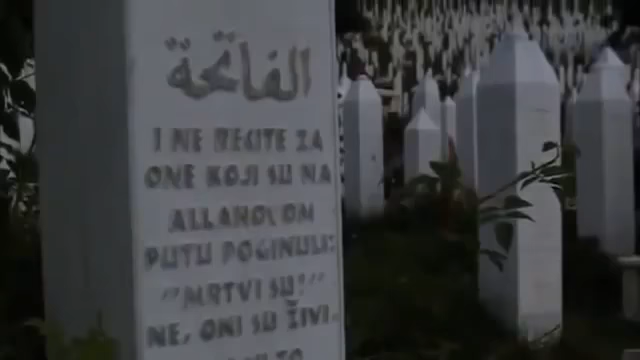 الفاتحة
I NE RECITE ZA
ONE KOJI SU NA
ALLAHOVOM
PUTU POGINULI:
"MRTVI SU!"
NE, ONI SU ŽIVI,